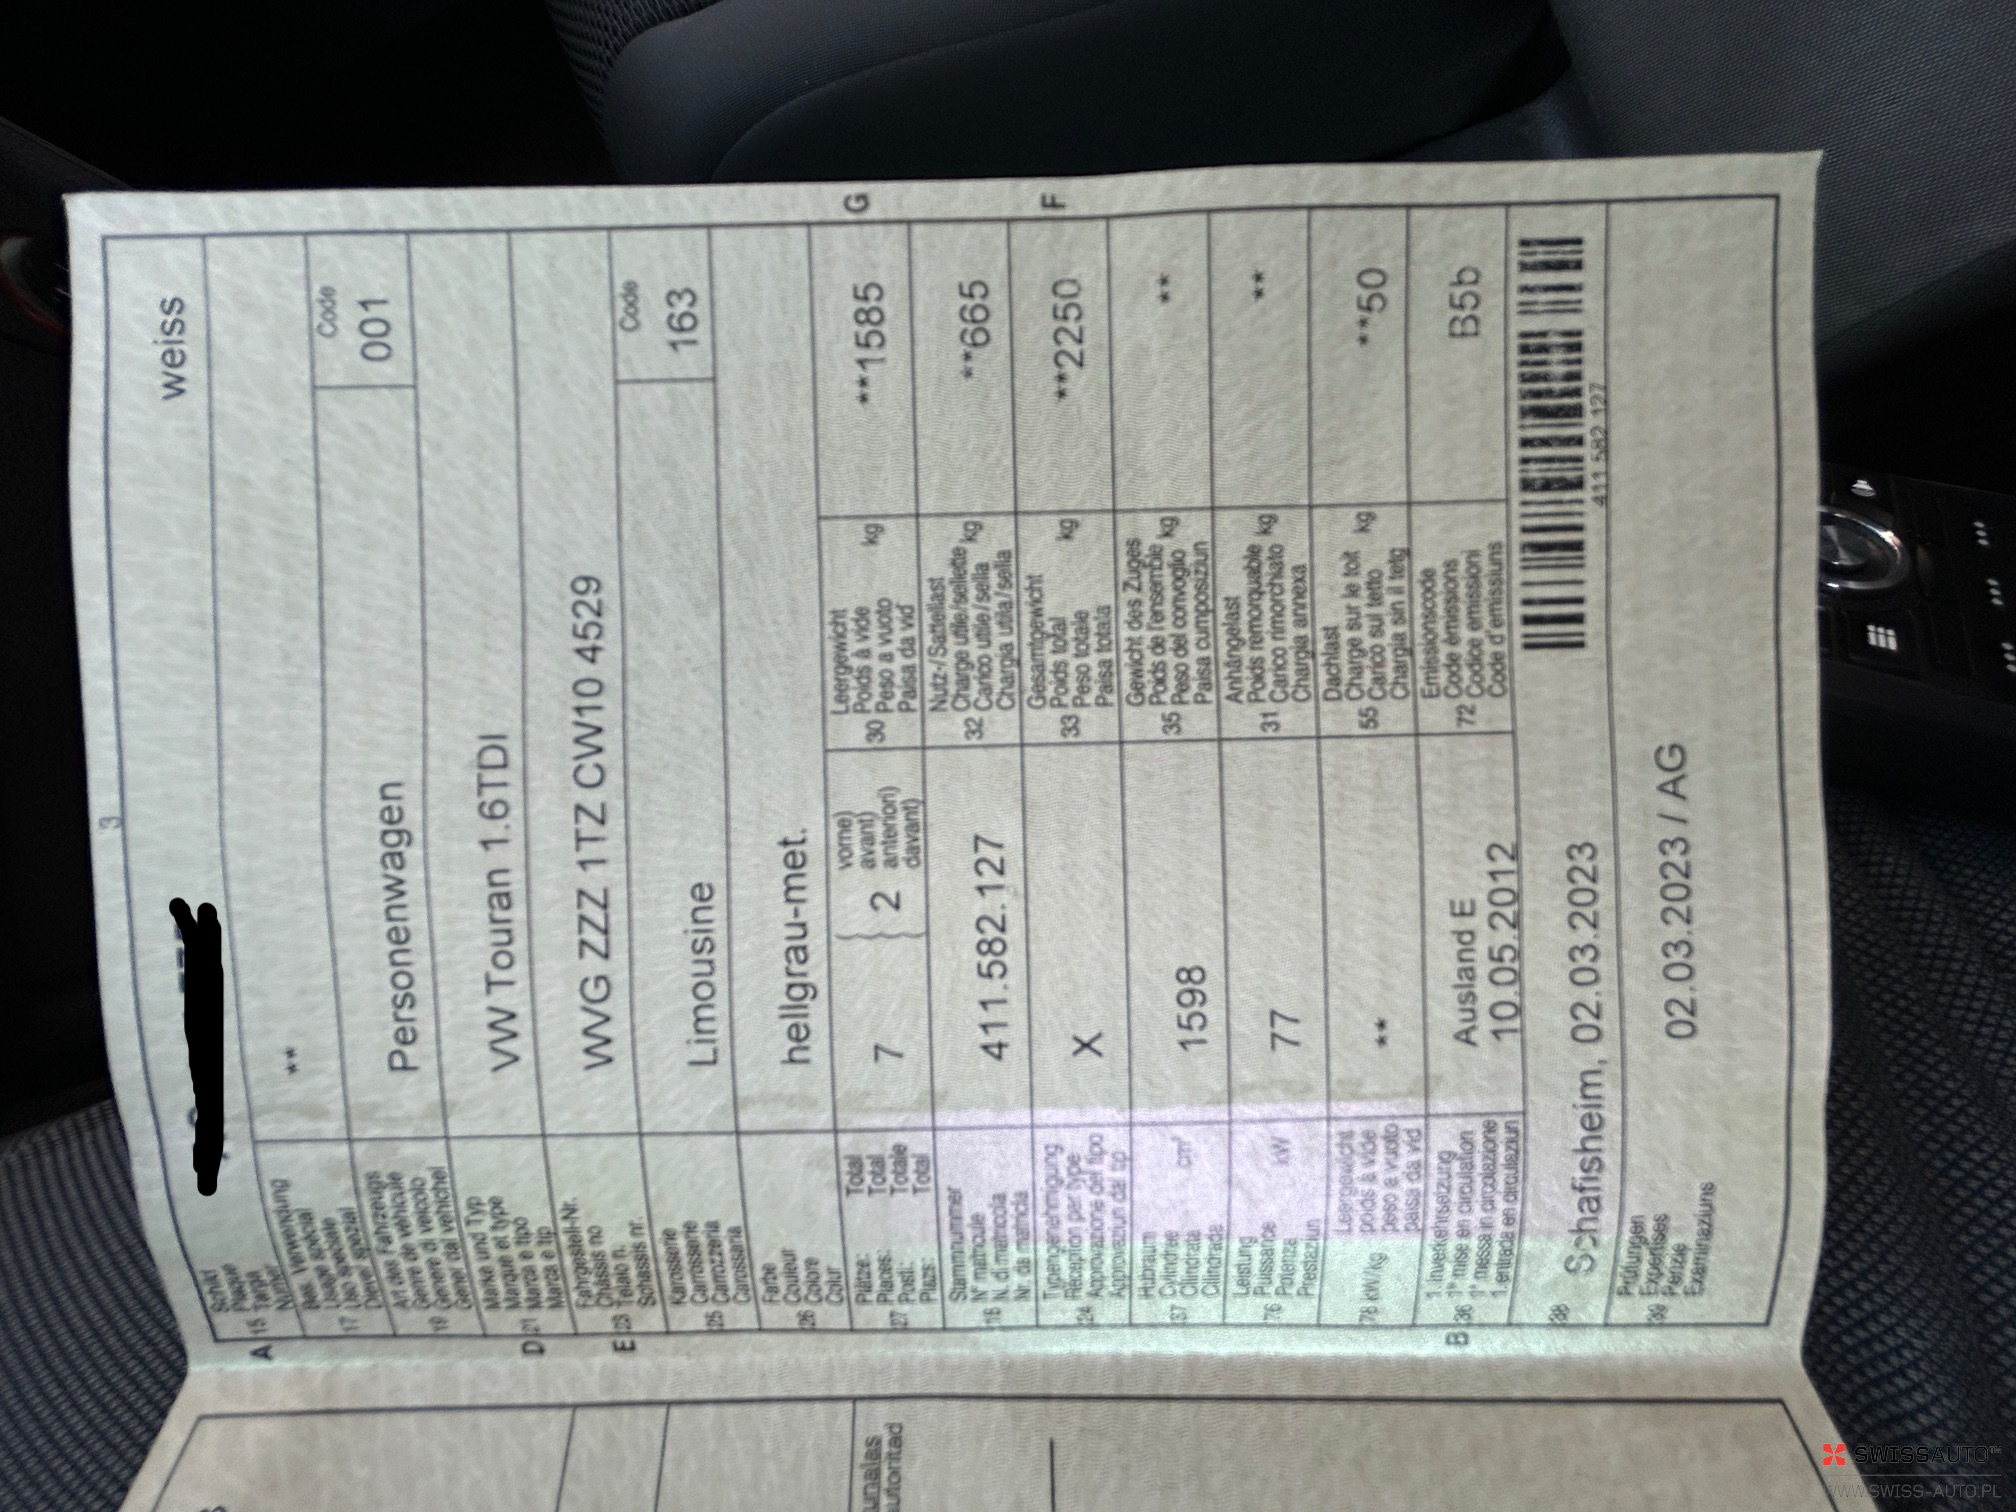 3
weiss
A 15
Schild
Plaque
Targa
Numer
17
Bes. Verwendung
Usage spécial
Uso speciale
Diever spezial
**
19
Art des Fahrzeugs
Genre de véhicule
Genere di veicolo
Gener dal vehichel
Personenwagen
Code
001
D 21
Marke und Typ
Marque et type
Marca e tipo
Marca e tip
VW Touran 1.6TDI
E 23
Fahrgestell-Nr.
Châssis no
Telaio n.
Schassis nr.
WVG ZZZ 1TZ CW10 4529
25
Karosserie
Carrosserie
Carrozzeria
Carossaria
Limousine
Code
163
26
Farbe
Couleur
Colore
Colur
hellgrau-met.
27
Plätze: Total
Places: Total
Posti: Totale
Plazs: Total
7
2
vorne)
avant)
anteriori)
davant)
30
Leergewicht
Poids à vide
Peso a vuoto
Paisa da vid
kg
**1585
G
18
Stammnummer
N° matricule
N. di matricola
Nr. da matricla
411.582.127
32
Nutz-/Sattellast
Charge utile/sellette
Carico utile/sella
Chargia utila/sella
kg
**665
24
Typengenehmigung
Réception par type
Approvazione del tipo
Approvaziun dal tip
X
33
Gesamtgewicht
Poids total
Peso totale
Paisa totala
kg
**2250
F
37
Hubraum
Cylindrée
Cilindrata
Cilindrada
cm³
1598
35
Gewicht des Zuges
Poids de l'ensemble
Peso del convoglio
Paisa cumposiziun
kg
**
76
Leistung
Puissance
Potenza
Prestaziun
kW
77
31
Anhängelast
Poids remorquable
Carico rimorchiato
Chargia annexa
kg
**
78 kW/kg
Leergewicht
poids à vide
peso a vuoto
paisa da vid
**
55
Dachlast
Charge sur le toit
Carico sul tetto
Chargia sin il tetg
kg
**50
B 36
1. Inverkehrsetzung
1re mise en circulation
1a messa in circolazione
1. entrada en circulaziun
Ausland E
10.05.2012
72
Emissionscode
Code émissions
Codice emissioni
Code d'emissiuns
B5b
38
Schafisheim, 02.03.2023
411 582 127
39
Prüfungen
Expertises
Perizie
Examinaziuns
02.03.2023 / AG
SWISSAUTO
WWW.SWISS-AUTO.PL